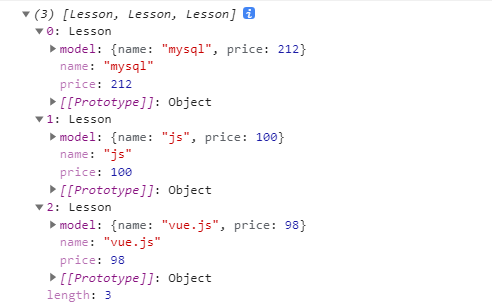 (3) [Lesson, Lesson, Lesson] i
0: Lesson
model: {name: "mysql", price: 212}
name: "mysql"
price: 212
[[Prototype]]: Object
1: Lesson
model: {name: "js", price: 100}
name: "js"
price: 100
[[Prototype]]: Object
2: Lesson
model: {name: "vue.js", price: 98}
name: "vue.js"
price: 98
[[Prototype]]: Object
length: 3